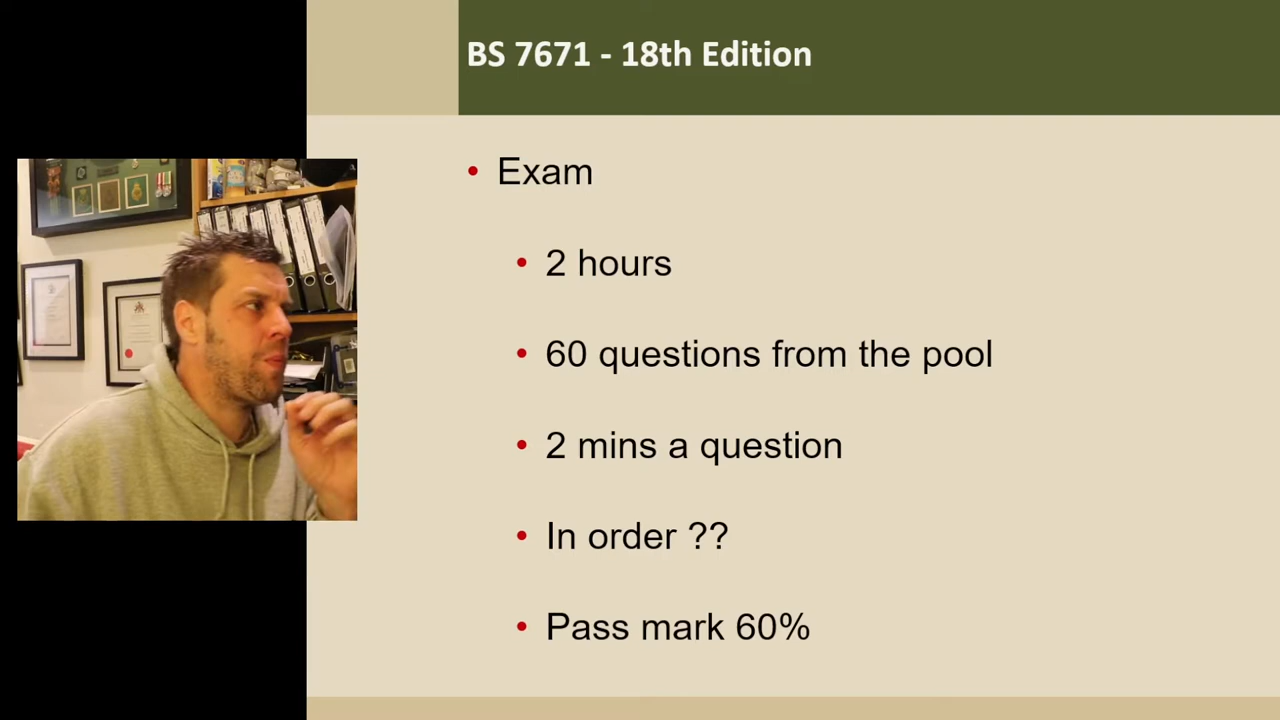 BS 7671 - 18th Edition
Exam
2 hours
60 questions from the pool
2 mins a question
In order ??
Pass mark 60%